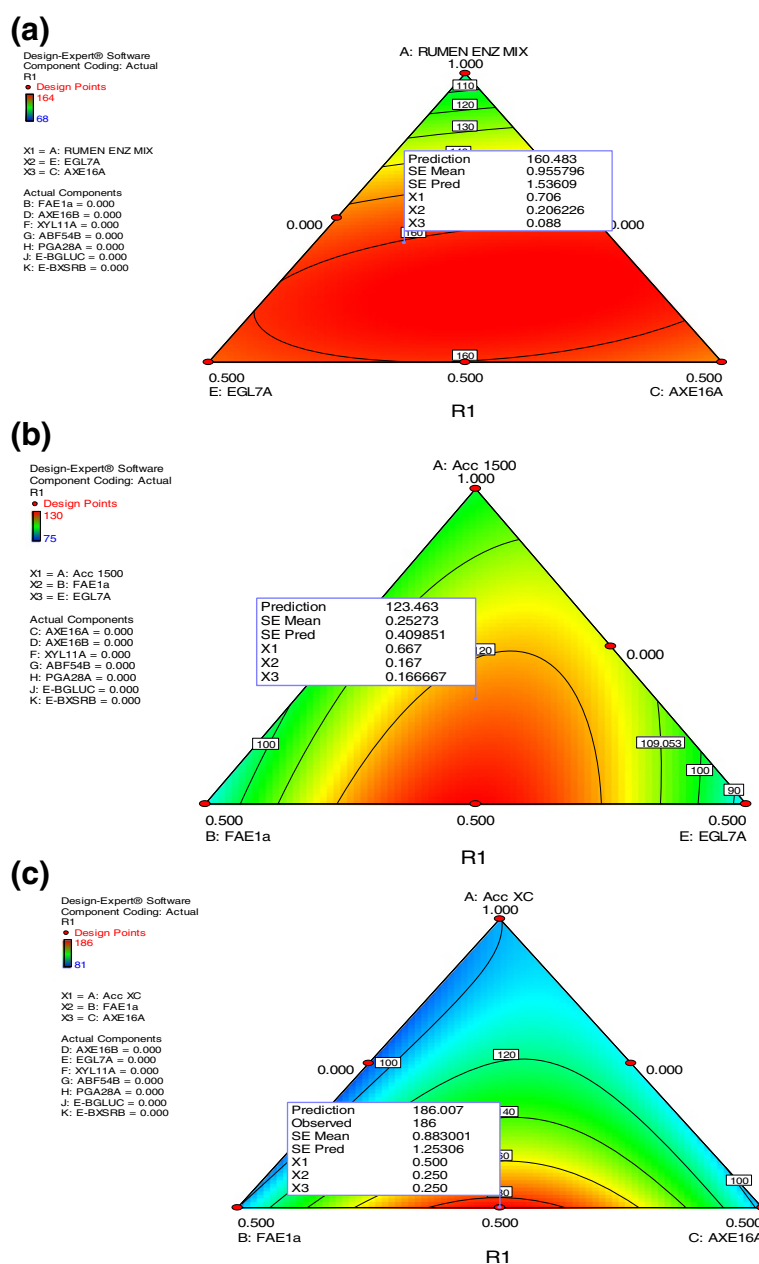 (a)
Design-Expert® Software
Component Coding: Actual
R1
Design Points
164
68
X1 = A: RUMEN ENZ MIX
X2 = E: EGL7A
X3 = C: AXE16A
Actual Components
B: FAE1a = 0.000
D: AXE16B = 0.000
F: XYL11A = 0.000
G: ABF54B = 0.000
H: PGA28A = 0.000
J: E-BGLUC = 0.000
K: E-BXSRB = 0.000
A: RUMEN ENZ MIX
1.000
110
120
130
Prediction 160.483
SE Mean 0.955796
SE Pred 1.53609
X1 0.706
X2 0.206226
X3 0.088
0.000
0.000
160
160
0.500
0.500
0.500
E: EGL7A
C: AXE16A
R1
(b)
Design-Expert® Software
Component Coding: Actual
R1
Design Points
130
75
X1 = A: Acc 1500
X2 = B: FAE1a
X3 = E: EGL7A
Actual Components
C: AXE16A = 0.000
D: AXE16B = 0.000
F: XYL11A = 0.000
G: ABF54B = 0.000
H: PGA28A = 0.000
J: E-BGLUC = 0.000
K: E-BXSRB = 0.000
A: Acc 1500
1.000
Prediction 123.463
SE Mean 0.25273
SE Pred 0.409851
X1 0.667
X2 0.167
X3 0.166667
120
0.000
100
109.053
100
90
0.500
0.500
0.500
B: FAE1a
E: EGL7A
R1
(c)
Design-Expert® Software
Component Coding: Actual
R1
Design Points
186
81
X1 = A: Acc XC
X2 = B: FAE1a
X3 = C: AXE16A
Actual Components
D: AXE16B = 0.000
E: EGL7A = 0.000
F: XYL11A = 0.000
G: ABF54B = 0.000
H: PGA28A = 0.000
J: E-BGLUC = 0.000
K: E-BXSRB = 0.000
A: Acc XC
1.000
0.000
100
120
0.000
Prediction 186.007
Observed 186
SE Mean 0.883001
SE Pred 1.25306
X1 0.500
X2 0.250
X3 0.250
100
0.500
0.500
0.500
B: FAE1a
C: AXE16A
R1